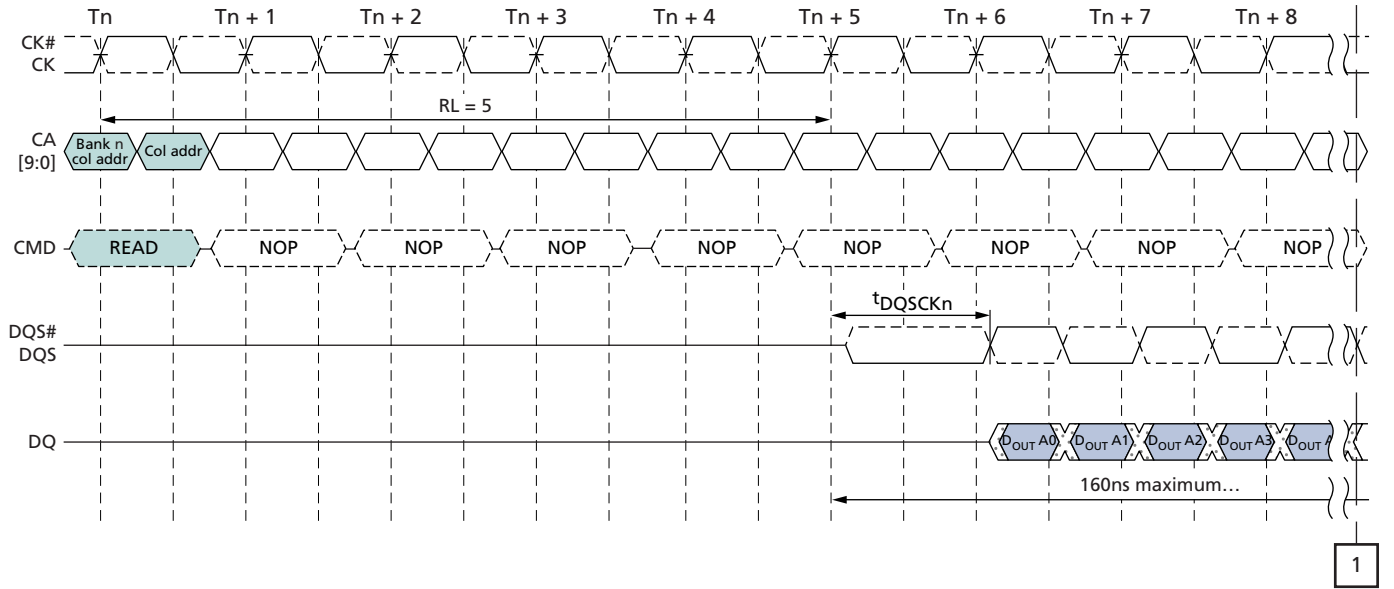 Tn Tn + 1 Tn + 2 Tn + 3 Tn + 4 Tn + 5 Tn + 6 Tn + 7 Tn + 8
CK#
CK
RL = 5
CA
[9:0]
Bank n
col addr
Col addr
CMD READ NOP NOP NOP NOP NOP NOP NOP NOP
tDQSCKn
DQS#
DQS
DQ DOUT A0 DOUT A1 DOUT A2 DOUT A3 DOUT A
160ns maximum…
1